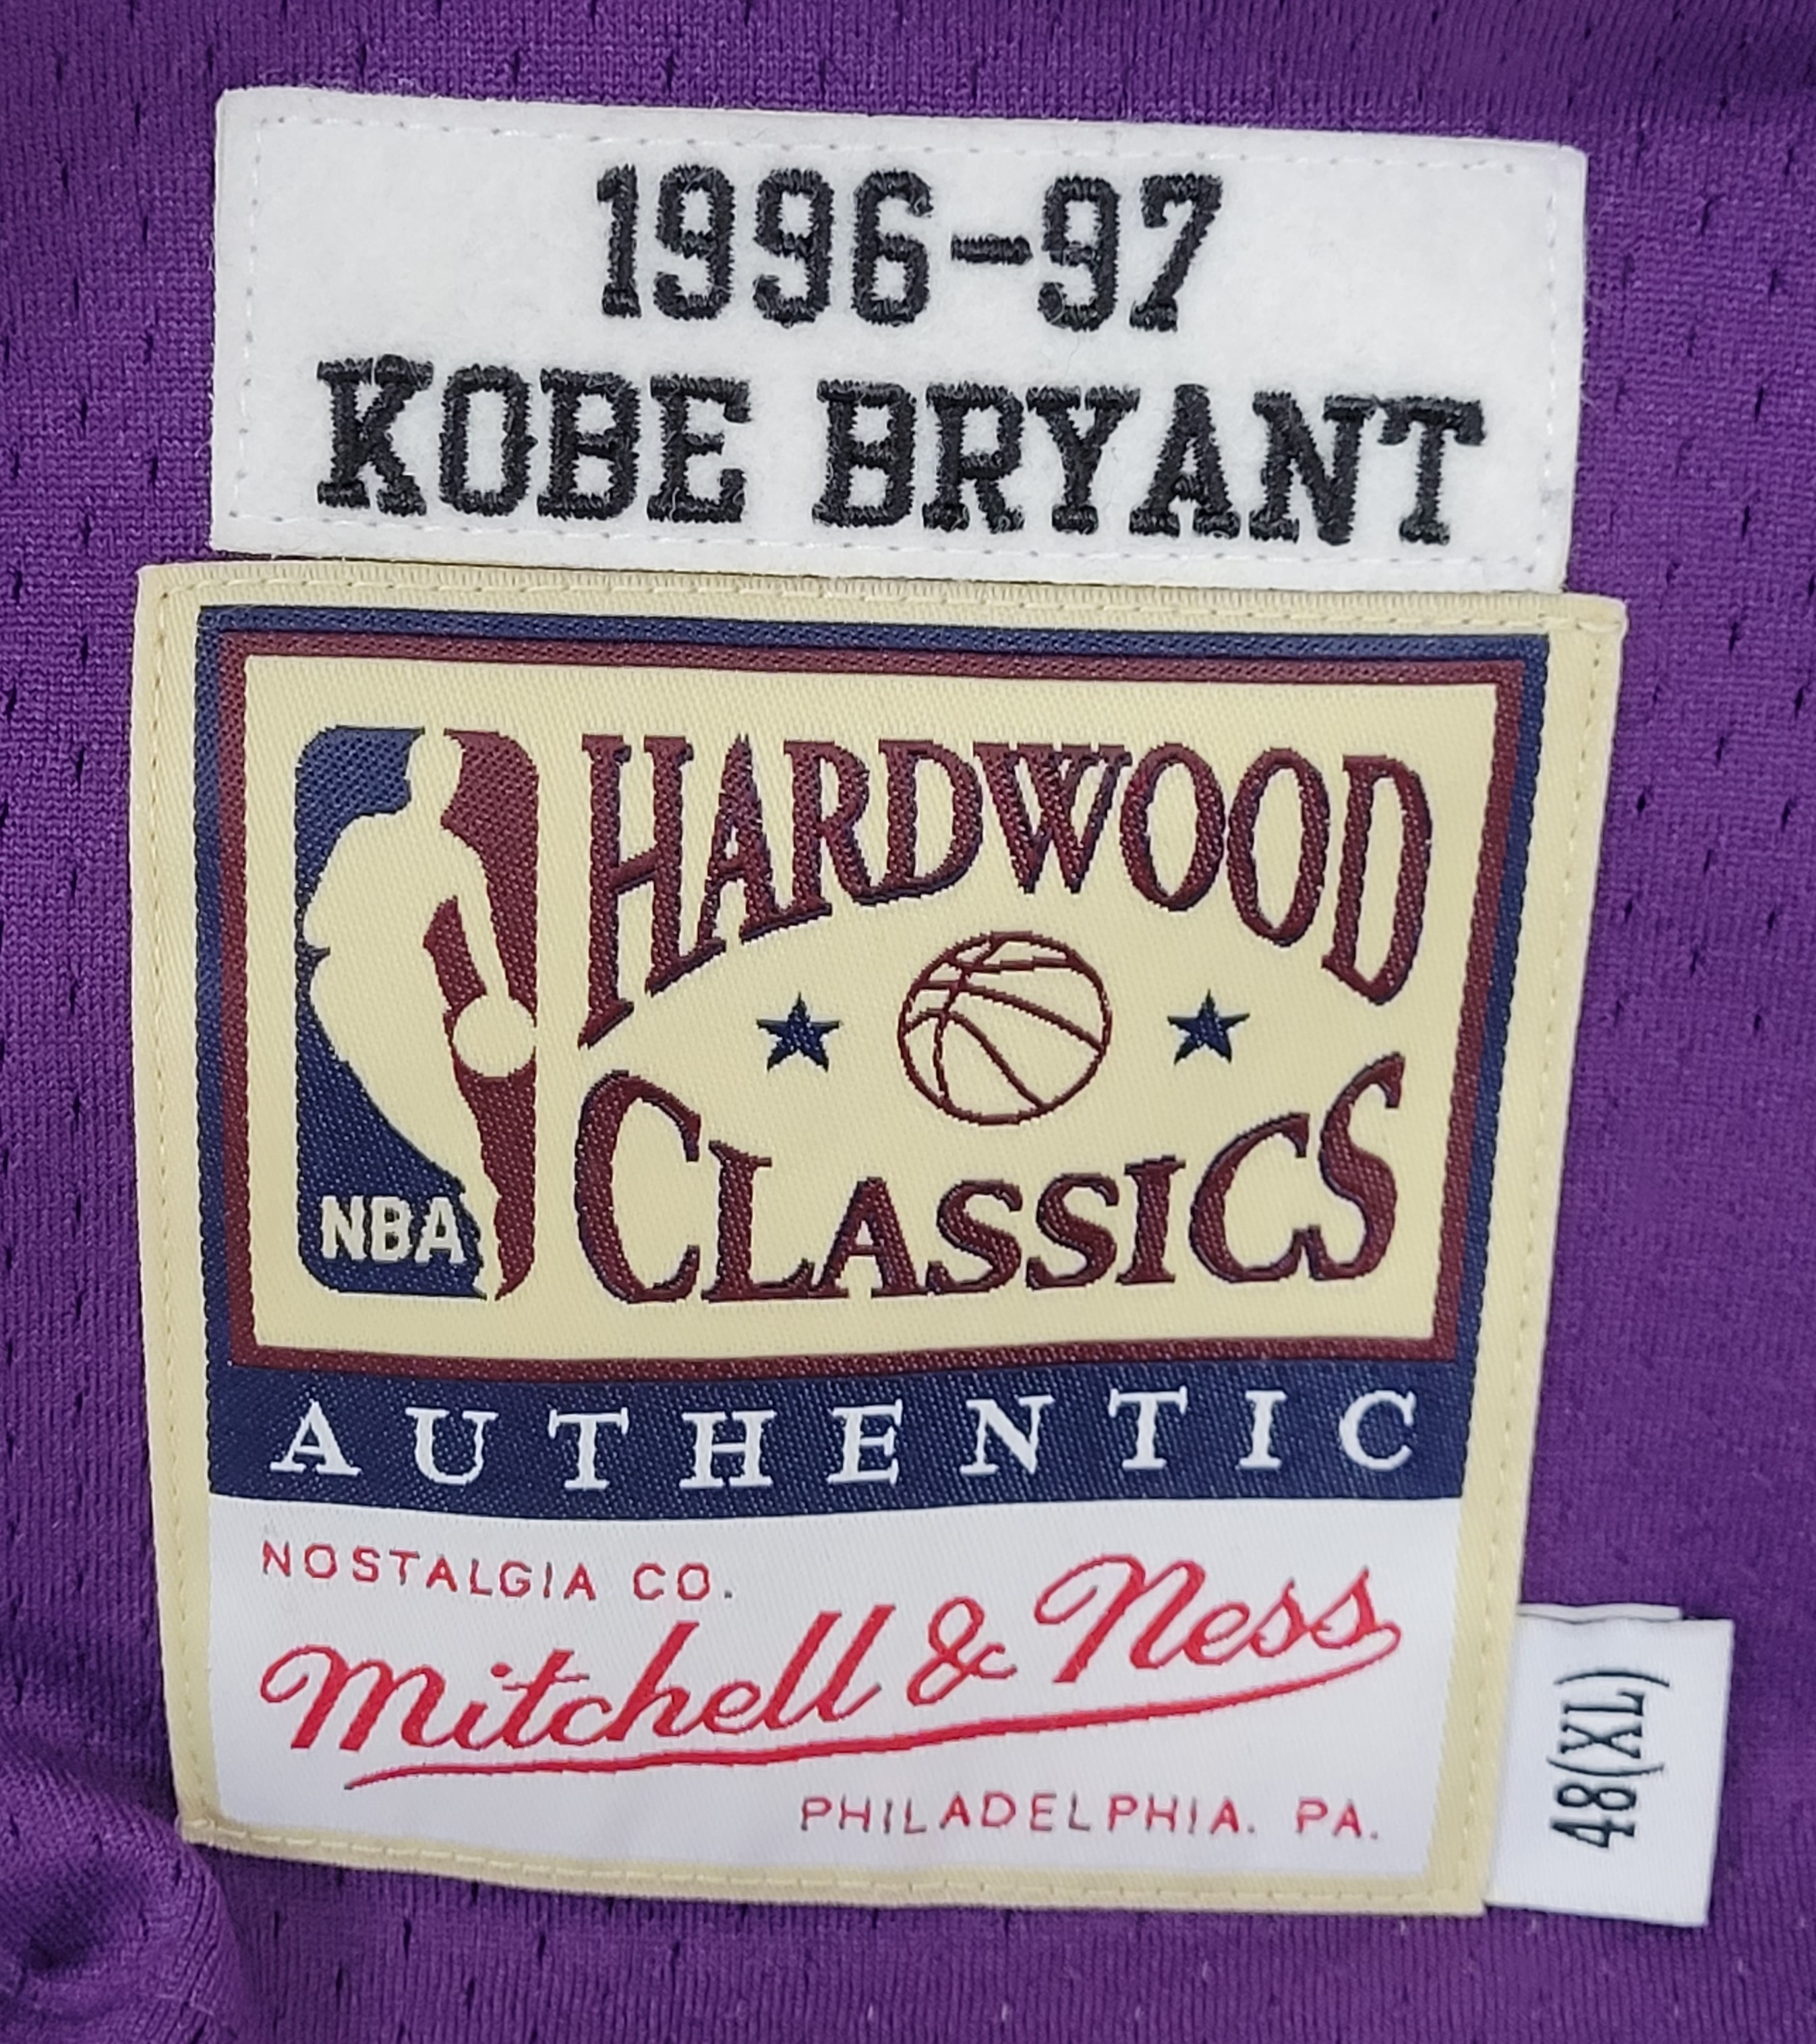 1996-97
KOBE BRYANT
HARDWOOD
CLASSICS
NBA
AUTHENTIC
NOSTALGIA CO.
Mitchell & Ness
PHILADELPHIA. PA.
48(XL)